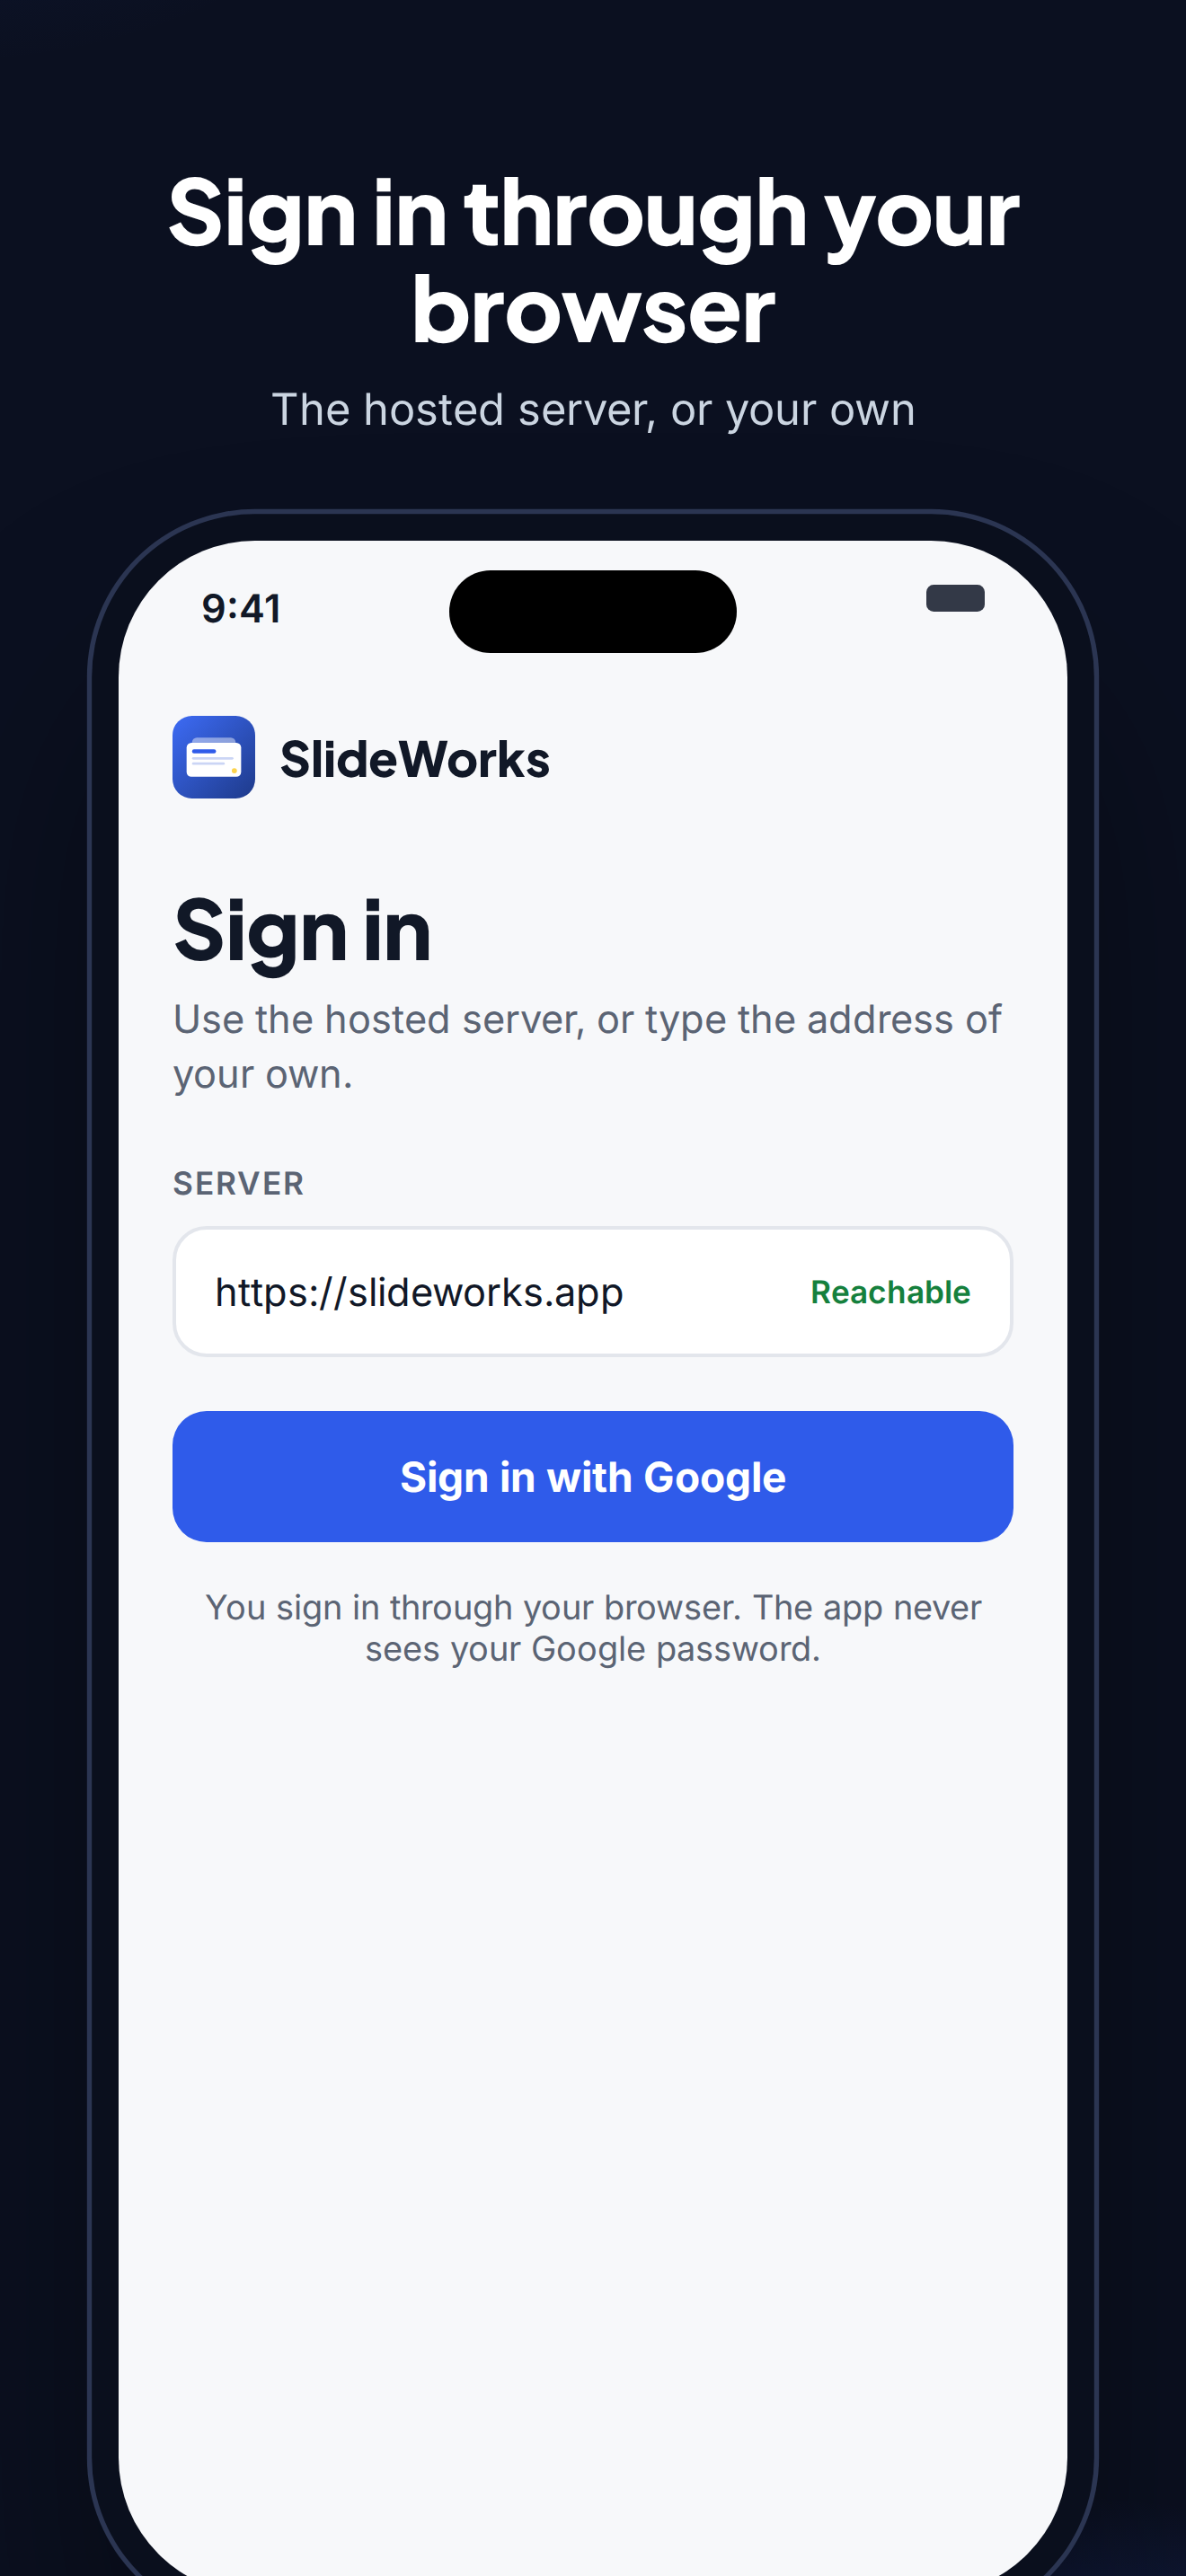 Sign in through your
browser
The hosted server, or your own
9:41
SlideWorks
Sign in
Use the hosted server, or type the address of
your own.
SERVER
https://slideworks.app
Reachable
Sign in with Google
You sign in through your browser. The app never
sees your Google password.